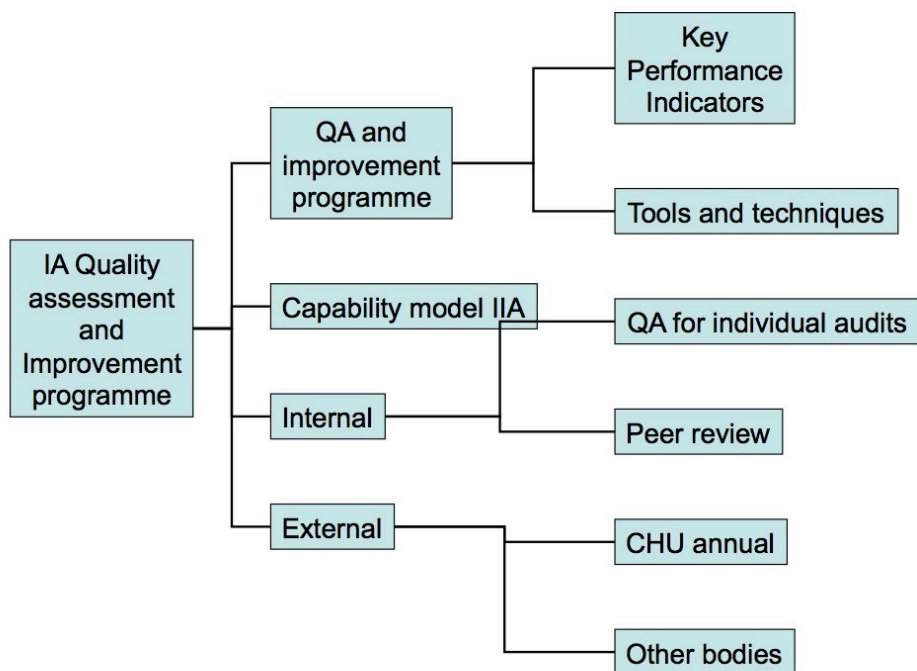 IA Quality
assessment
and
Improvement
programme
QA and
improvement
programme
Key
Performance
Indicators
Tools and techniques
Capability model IIA
Internal
QA for individual audits
Peer review
External
CHU annual
Other bodies